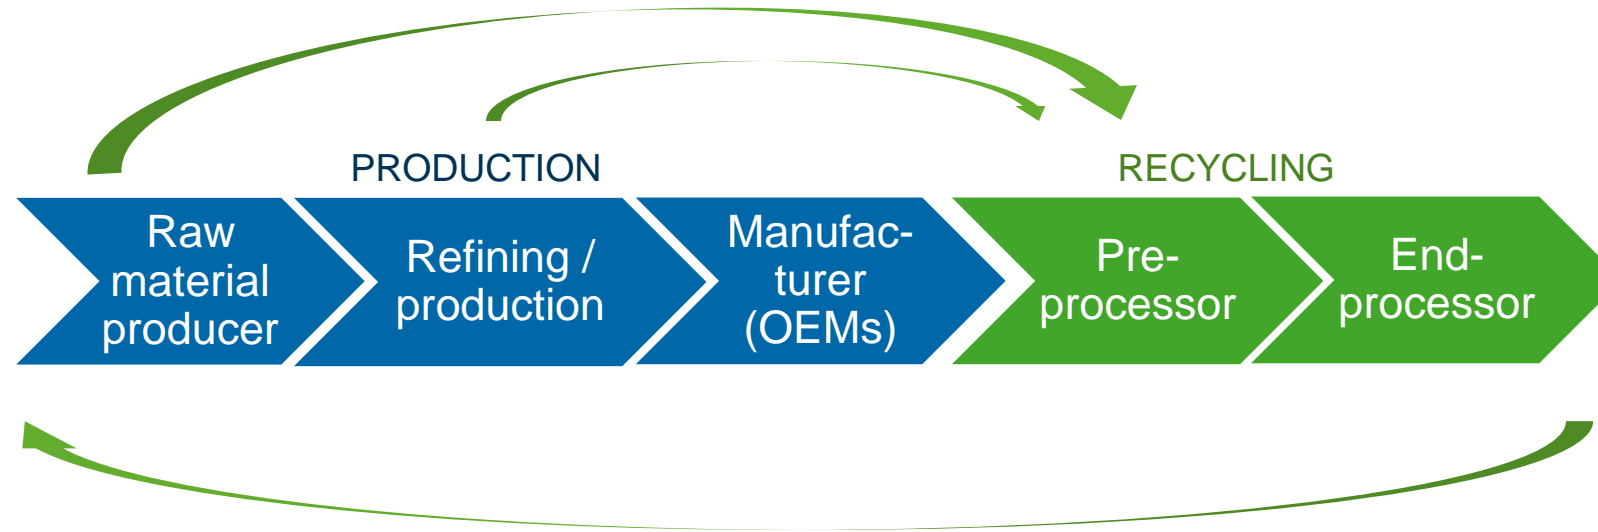 PRODUCTION
RECYCLING
Raw
material
producer
Refining /
production
Manufac-
turer
(OEMs)
Pre-
processor
End-
processor